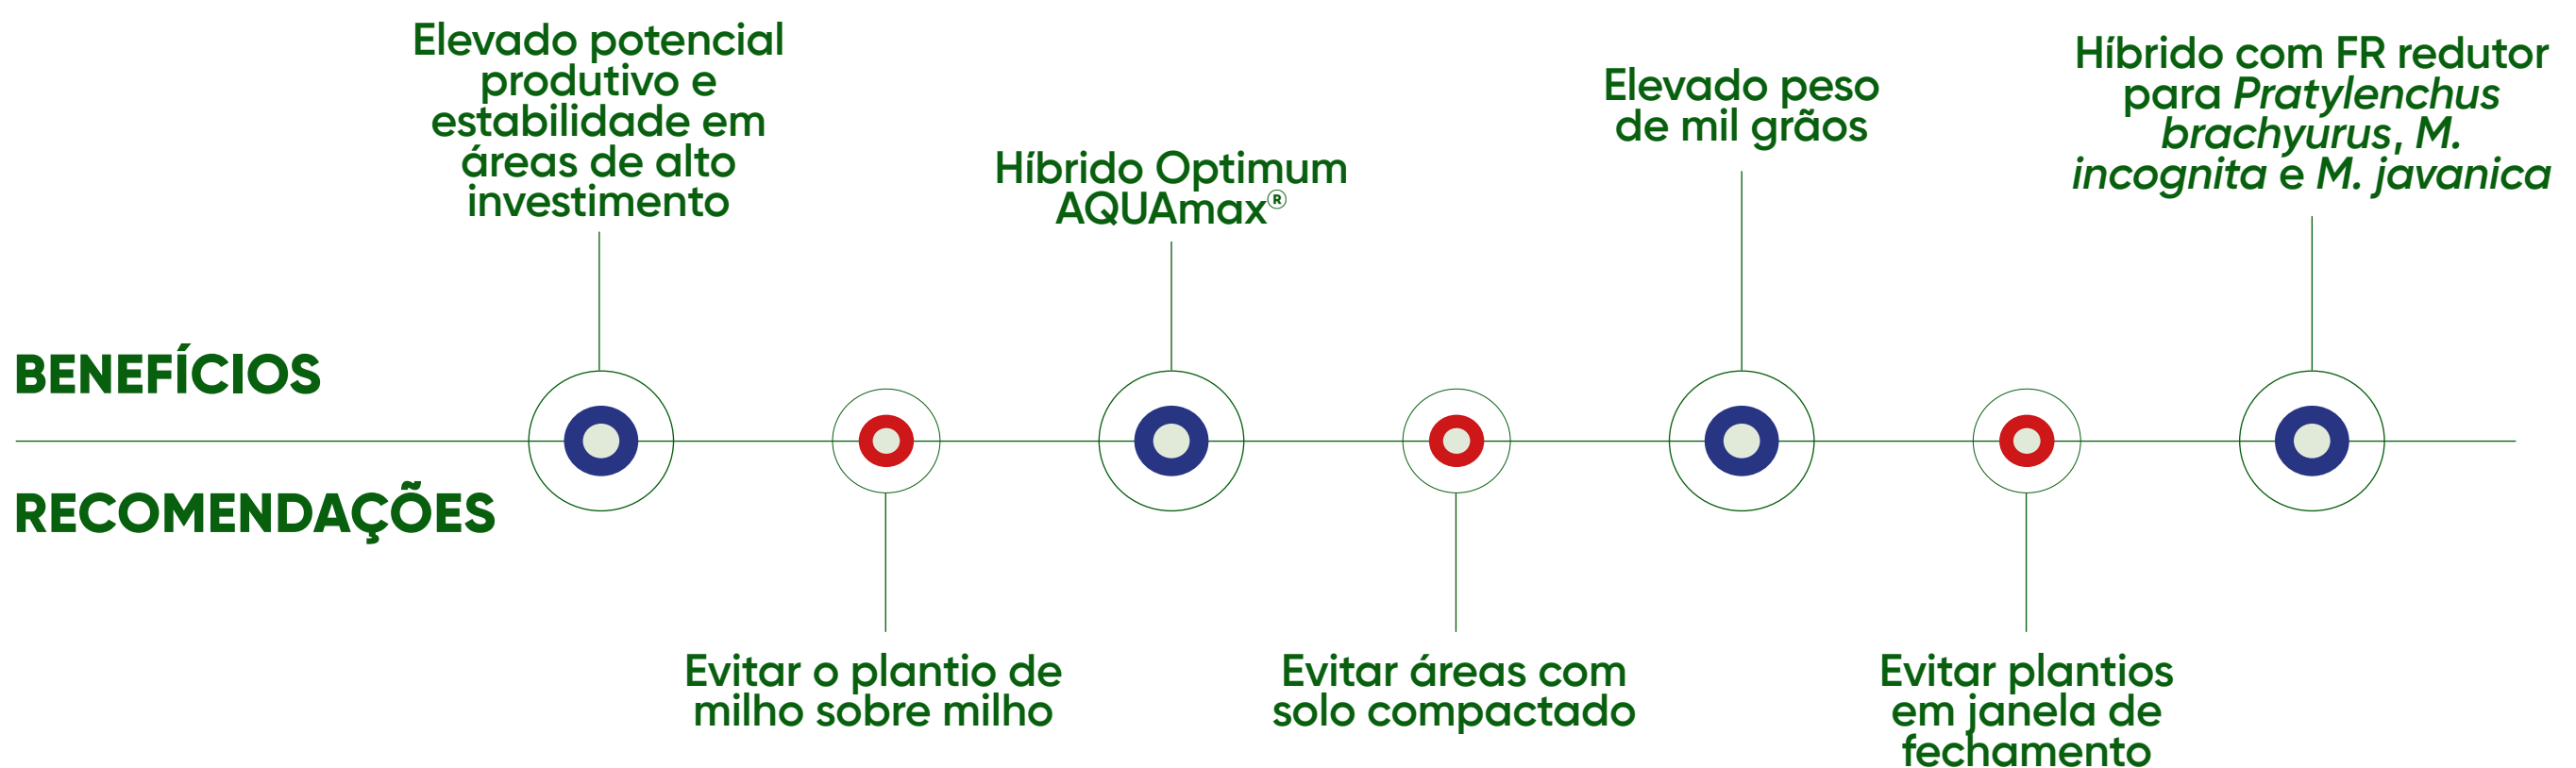 BENEFÍCIOS
Elevado potencial
produtivo e
estabilidade em
áreas de alto
investimento
Híbrido Optimum
AQUAmax®
Elevado peso
de mil grãos
Híbrido com FR redutor
para Pratylenchus
brachyurus, M.
incognita e M. javanica
RECOMENDAÇÕES
Evitar o plantio de
milho sobre milho
Evitar áreas com
solo compactado
Evitar plantios
em janela de
fechamento